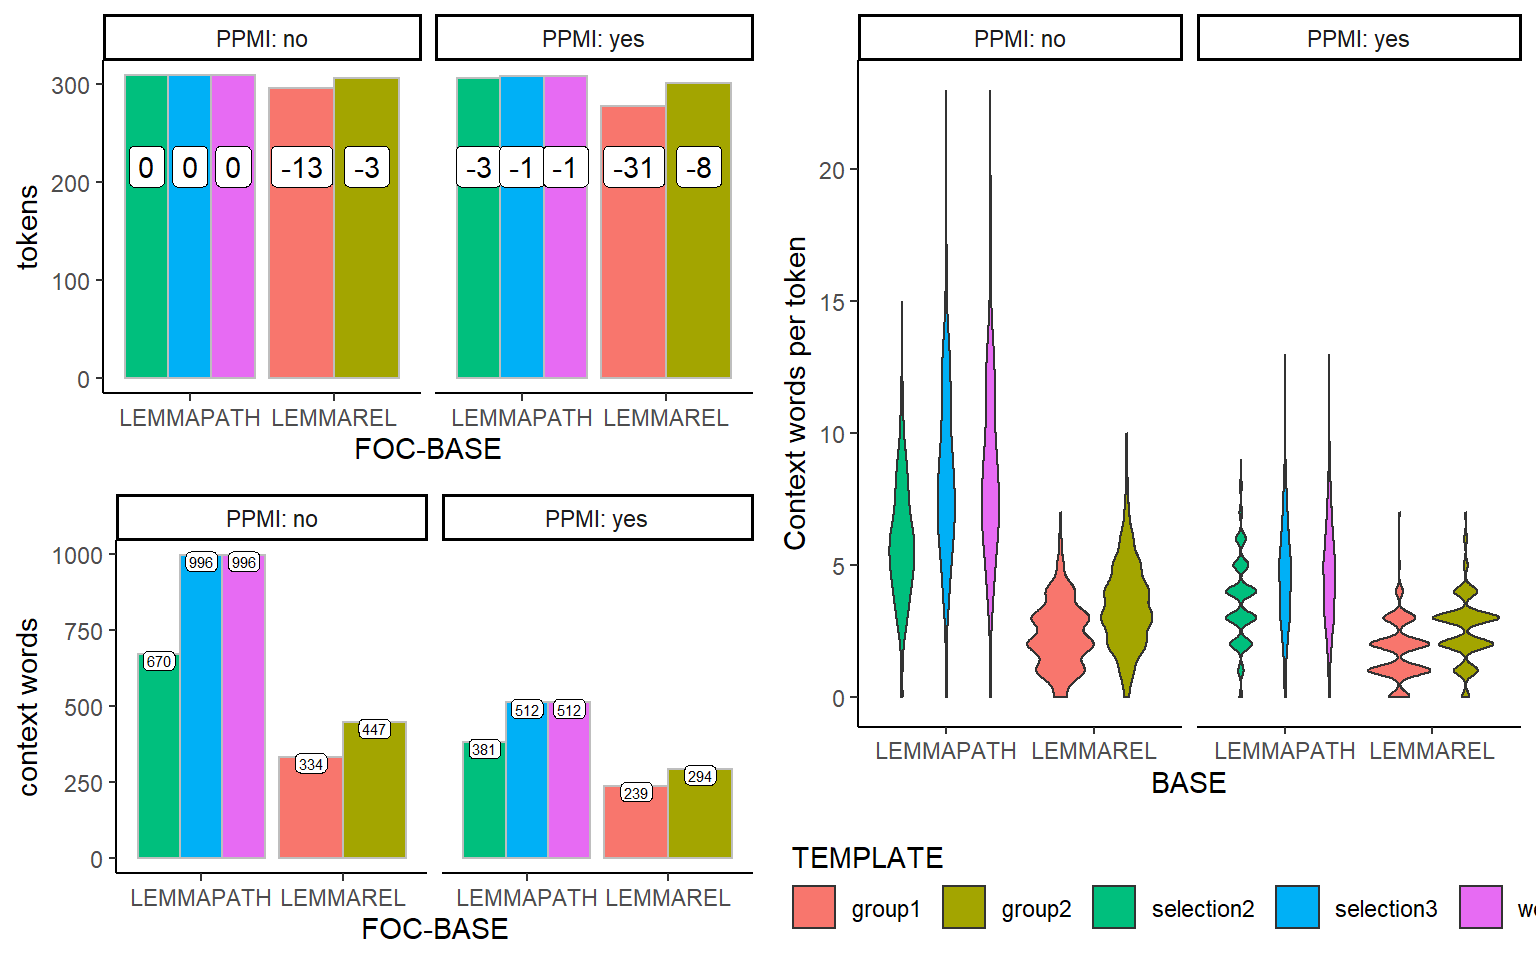 PPMI: no PPMI: yes
300
200
100
0
tokens
0 0 0 -13 -3 -3 -1 -1 -31 -8
LEMMAPATH LEMMAREL LEMMAPATH LEMMAREL
FOC-BASE
PPMI: no PPMI: yes
1000
750
500
250
0
context words
670 996 996 334 447 381 512 512 239 294
LEMMAPATH LEMMAREL LEMMAPATH LEMMAREL
FOC-BASE
PPMI: no PPMI: yes
20
15
10
5
0
Context words per token
LEMMAPATH LEMMAREL LEMMAPATH LEMMAREL
BASE
TEMPLATE
group1 group2 selection2 selection3